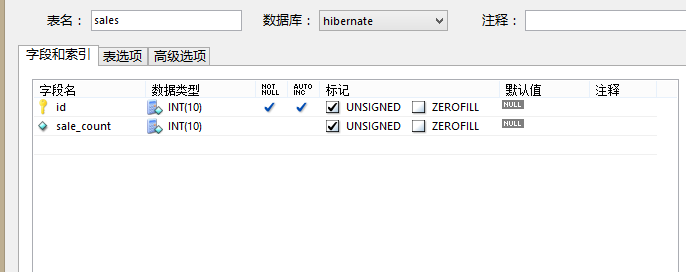 表名： sales 数据库： hibernate 注释：
字段和索引 表选项 高级选项
字段名 数据类型 NOT NULL AUTO INC 标记 默认值 注释
id INT(10) UNSIGNED ZEROFILL NULL
sale_count INT(10) UNSIGNED ZEROFILL NULL